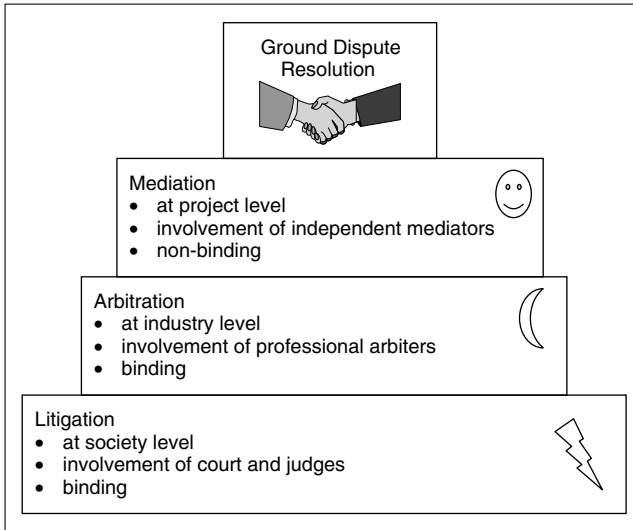 Ground Dispute
Resolution
Mediation
• at project level
• involvement of independent mediators
• non-binding
Arbitration
• at industry level
• involvement of professional arbiters
• binding
Litigation
• at society level
• involvement of court and judges
• binding